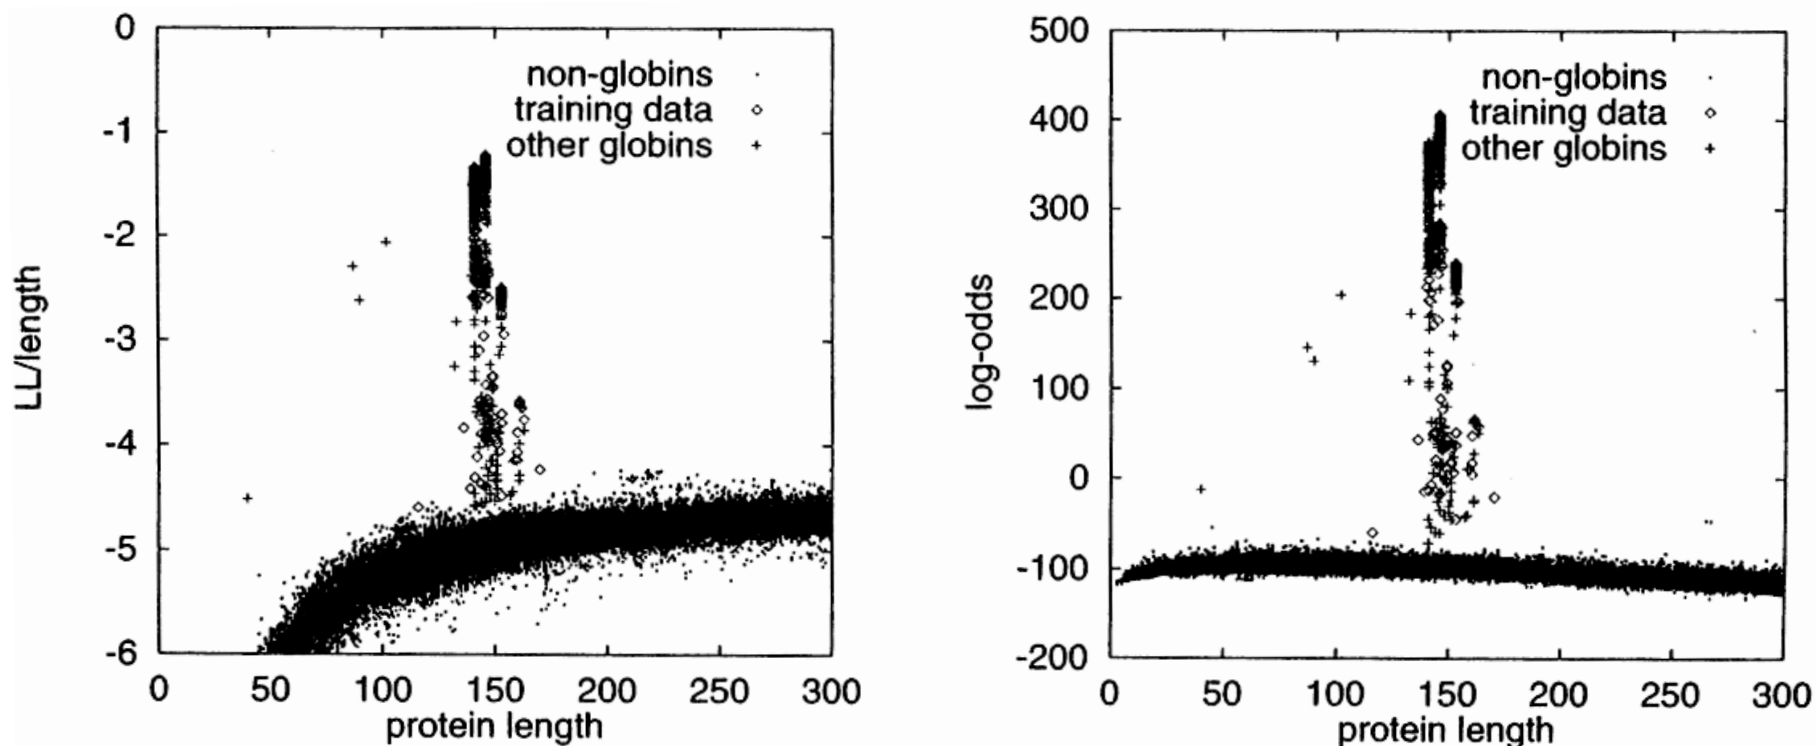 0
-1
-2
-3
-4
-5
-6
LL/length
non-globins
training data
other globins
0 50 100 150 200 250 300
protein length
500
400
300
200
100
0
-100
-200
log-odds
non-globins
training data
other globins
0 50 100 150 200 250 300
protein length